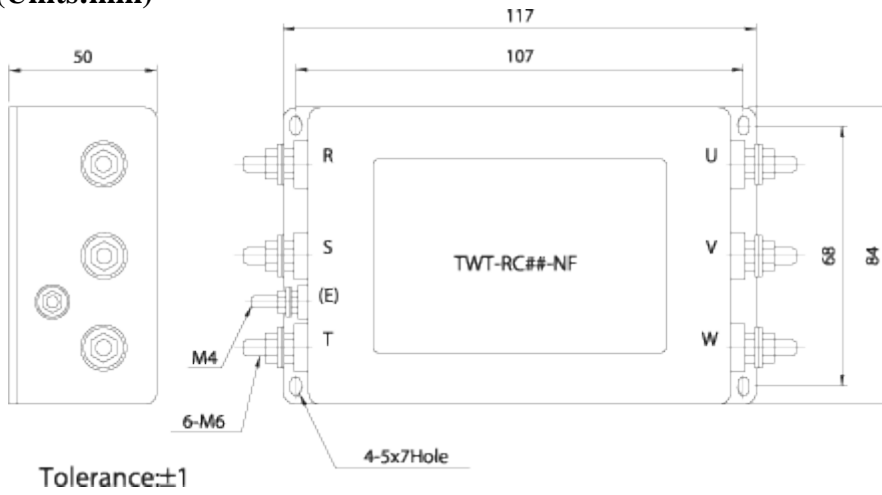 (Units:mm)
117
50
107
R
U
S
V
TWT-RC##-NF
68
84
(E)
T
W
M4
6-M6
4-5x7Hole
Tolerance:±1